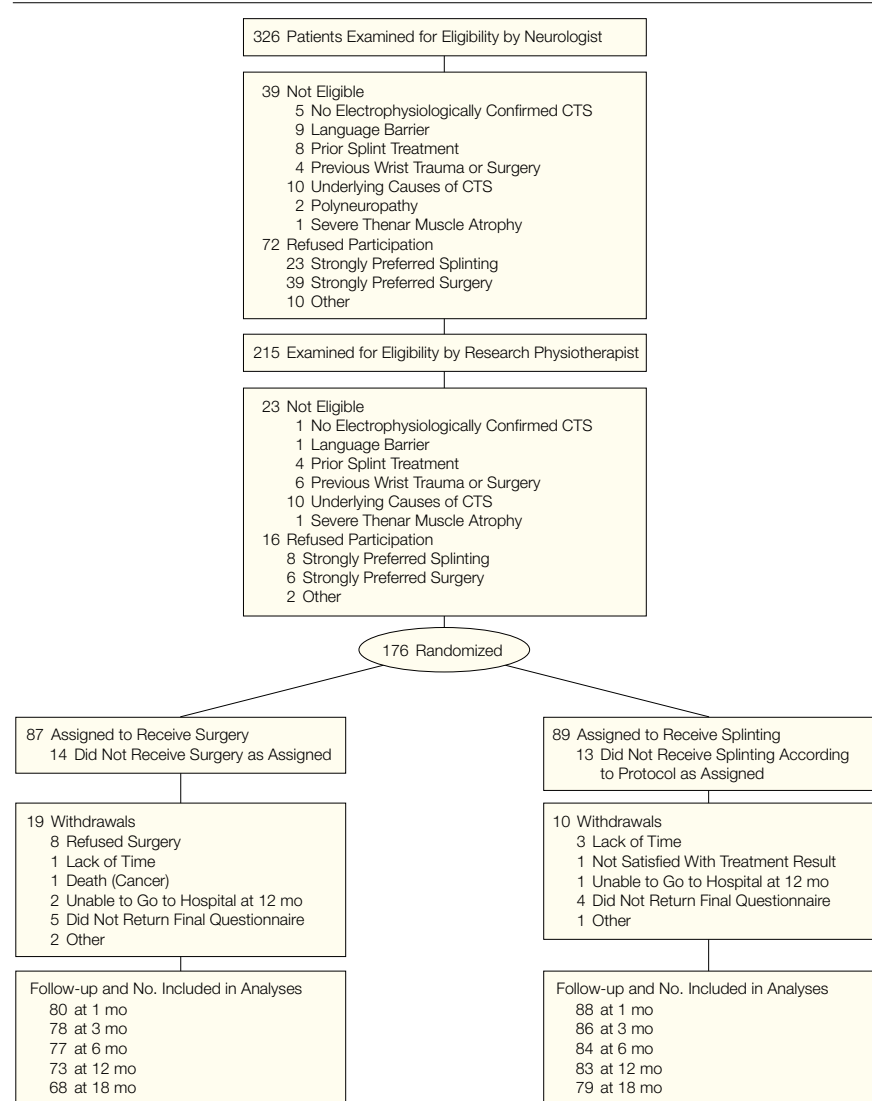 326 Patients Examined for Eligibility by Neurologist
39 Not Eligible
5 No Electrophysiologically Confirmed CTS
9 Language Barrier
8 Prior Splint Treatment
4 Previous Wrist Trauma or Surgery
10 Underlying Causes of CTS
2 Polyneuropathy
1 Severe Thenar Muscle Atrophy
72 Refused Participation
23 Strongly Preferred Splinting
39 Strongly Preferred Surgery
10 Other
215 Examined for Eligibility by Research Physiotherapist
23 Not Eligible
1 No Electrophysiologically Confirmed CTS
1 Language Barrier
4 Prior Splint Treatment
6 Previous Wrist Trauma or Surgery
10 Underlying Causes of CTS
1 Severe Thenar Muscle Atrophy
16 Refused Participation
8 Strongly Preferred Splinting
6 Strongly Preferred Surgery
2 Other
176 Randomized
87 Assigned to Receive Surgery
14 Did Not Receive Surgery as Assigned
19 Withdrawals
8 Refused Surgery
1 Lack of Time
1 Death (Cancer)
2 Unable to Go to Hospital at 12 mo
5 Did Not Return Final Questionnaire
2 Other
Follow-up and No. Included in Analyses
80 at 1 mo
78 at 3 mo
77 at 6 mo
73 at 12 mo
68 at 18 mo
89 Assigned to Receive Splinting
13 Did Not Receive Splinting According
to Protocol as Assigned
10 Withdrawals
3 Lack of Time
1 Not Satisfied With Treatment Result
1 Unable to Go to Hospital at 12 mo
4 Did Not Return Final Questionnaire
1 Other
Follow-up and No. Included in Analyses
88 at 1 mo
86 at 3 mo
84 at 6 mo
83 at 12 mo
79 at 18 mo